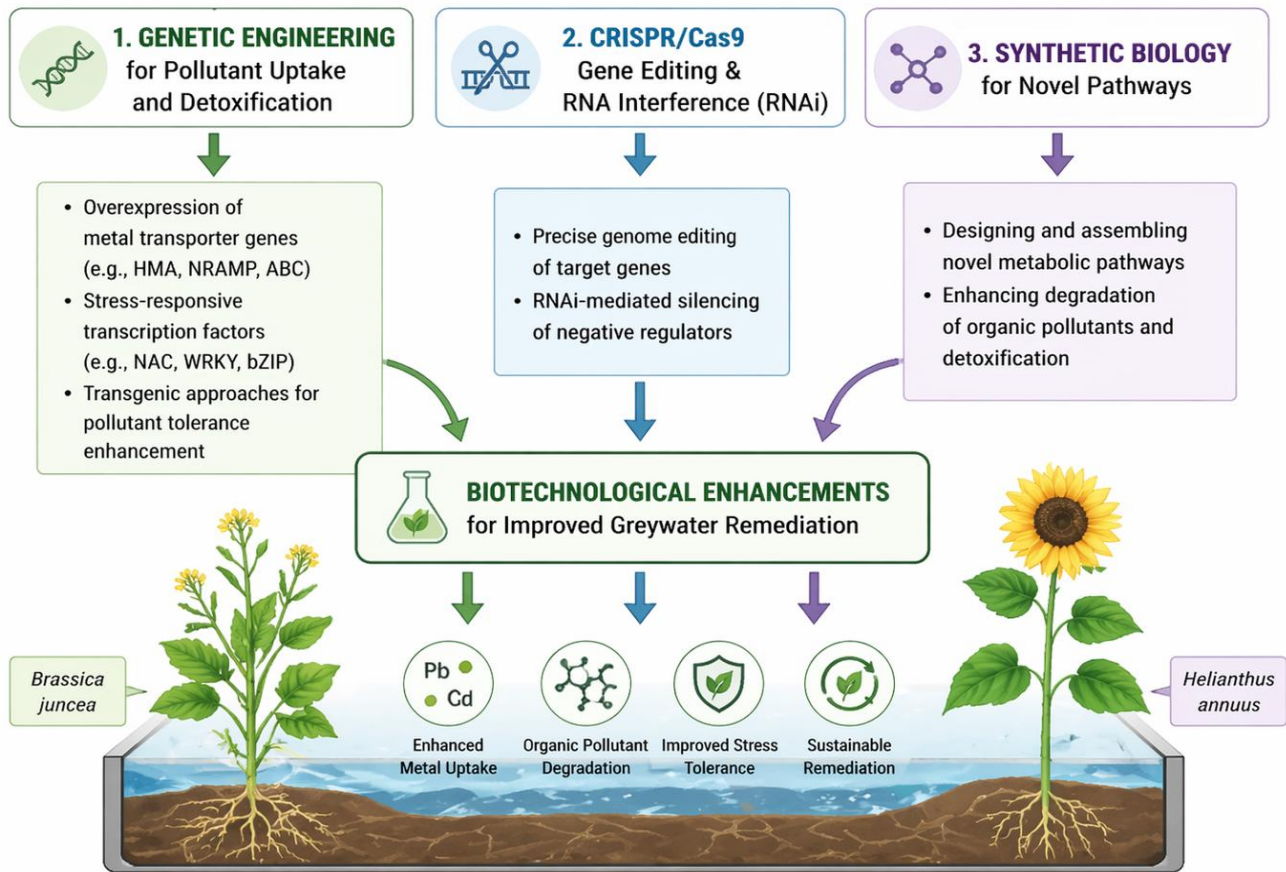 1. GENETIC ENGINEERING
for Pollutant Uptake
and Detoxification
2. CRISPR/Cas9
Gene Editing &
RNA Interference (RNAi)
3. SYNTHETIC BIOLOGY
for Novel Pathways
• Overexpression of
metal transporter genes
(e.g., HMA, NRAMP, ABC)
• Stress-responsive
transcription factors
(e.g., NAC, WRKY, bZIP)
• Transgenic approaches for
pollutant tolerance
enhancement
• Precise genome editing
of target genes
• RNAi-mediated silencing
of negative regulators
• Designing and assembling
novel metabolic pathways
• Enhancing degradation
of organic pollutants and
detoxification
BIOTECHNOLOGICAL ENHANCEMENTS
for Improved Greywater Remediation
Brassica
juncea
Pb
Gd
Enhanced
Metal Uptake
Organic Pollutant
Degradation
Improved Stress
Tolerance
Sustainable
Remediation
Helianthus
annuus